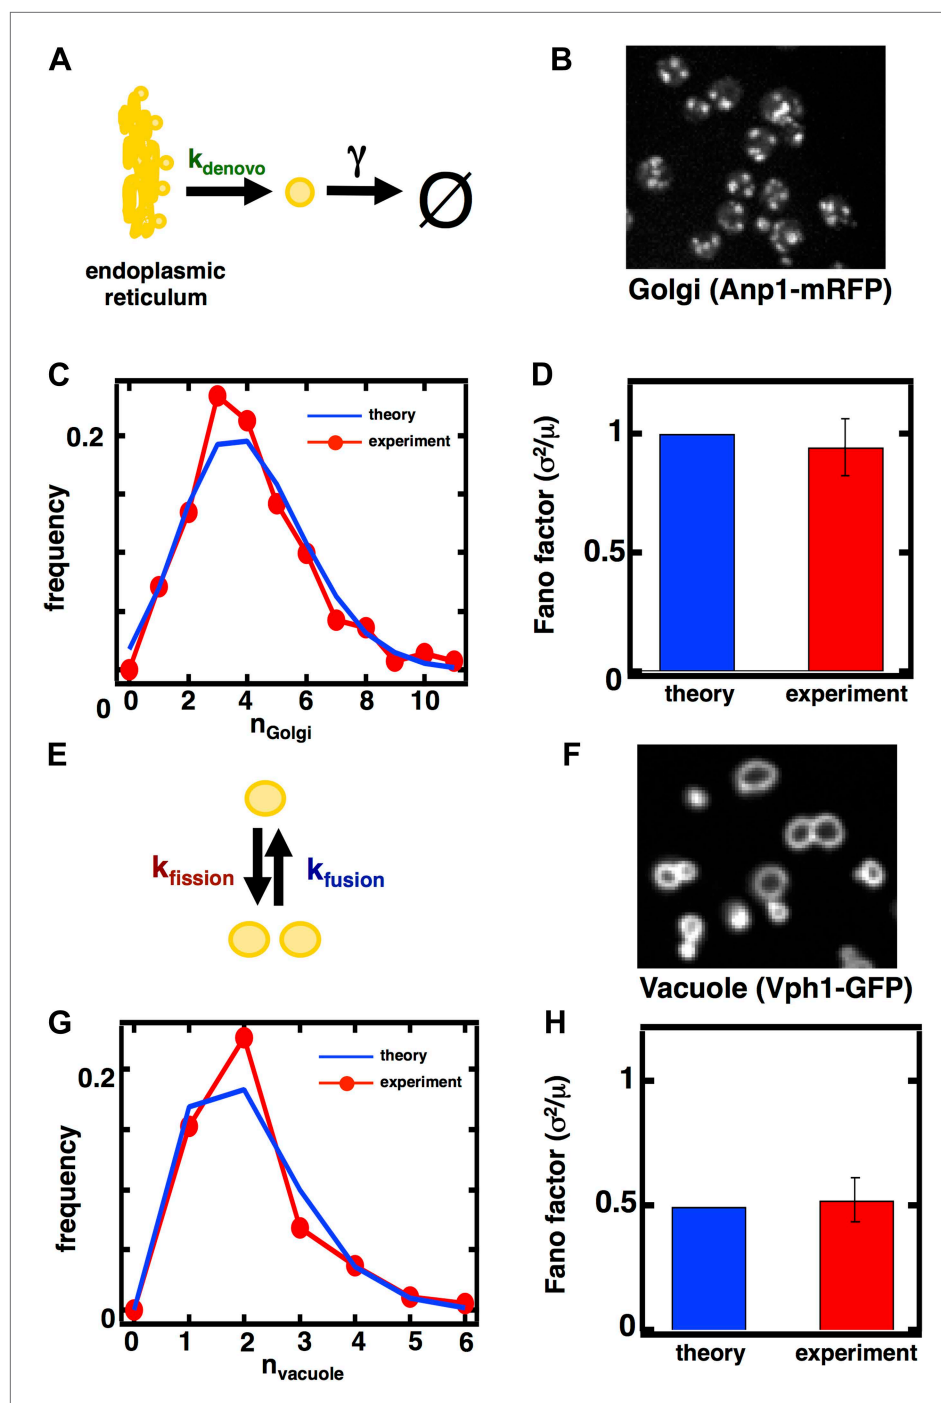 A
k_denovo
γ
Ø
endoplasmic
reticulum
B
Golgi (Anp1-mRFP)
C
theory
experiment
0.2
0
frequency
0 2 4 6 8 10
n_Golgi
D
Fano factor (σ²/μ)
1
0.5
0
theory experiment
E
k_fission
k_fusion
F
Vacuole (Vph1-GFP)
G
theory
experiment
0.2
0
frequency
0 1 2 3 4 5 6
n_vacuole
H
Fano factor (σ²/μ)
1
0.5
0
theory experiment